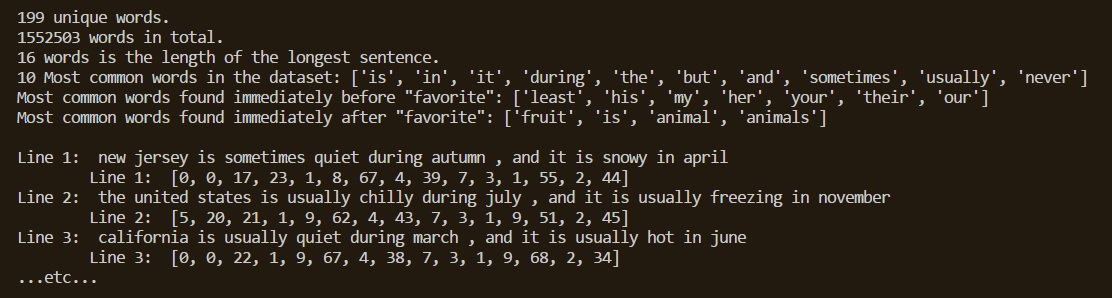 199 unique words.
1552503 words in total.
16 words is the length of the longest sentence.
10 Most common words in the dataset: ['is', 'in', 'it', 'during', 'the', 'but', 'and', 'sometimes', 'usually', 'never']
Most common words found immediately before "favorite": ['least', 'his', 'my', 'her', 'your', 'their', 'our']
Most common words found immediately after "favorite": ['fruit', 'is', 'animal', 'animals']
Line 1:  new jersey is sometimes quiet during autumn , and it is snowy in april
Line 1:  [0, 0, 17, 23, 1, 8, 67, 4, 39, 7, 3, 1, 55, 2, 44]
Line 2:  the united states is usually chilly during july , and it is usually freezing in november
Line 2:  [5, 20, 21, 1, 9, 62, 4, 43, 7, 3, 1, 9, 51, 2, 45]
Line 3:  california is usually quiet during march , and it is usually hot in june
Line 3:  [0, 0, 22, 1, 9, 67, 4, 38, 7, 3, 1, 9, 68, 2, 34]
...etc...